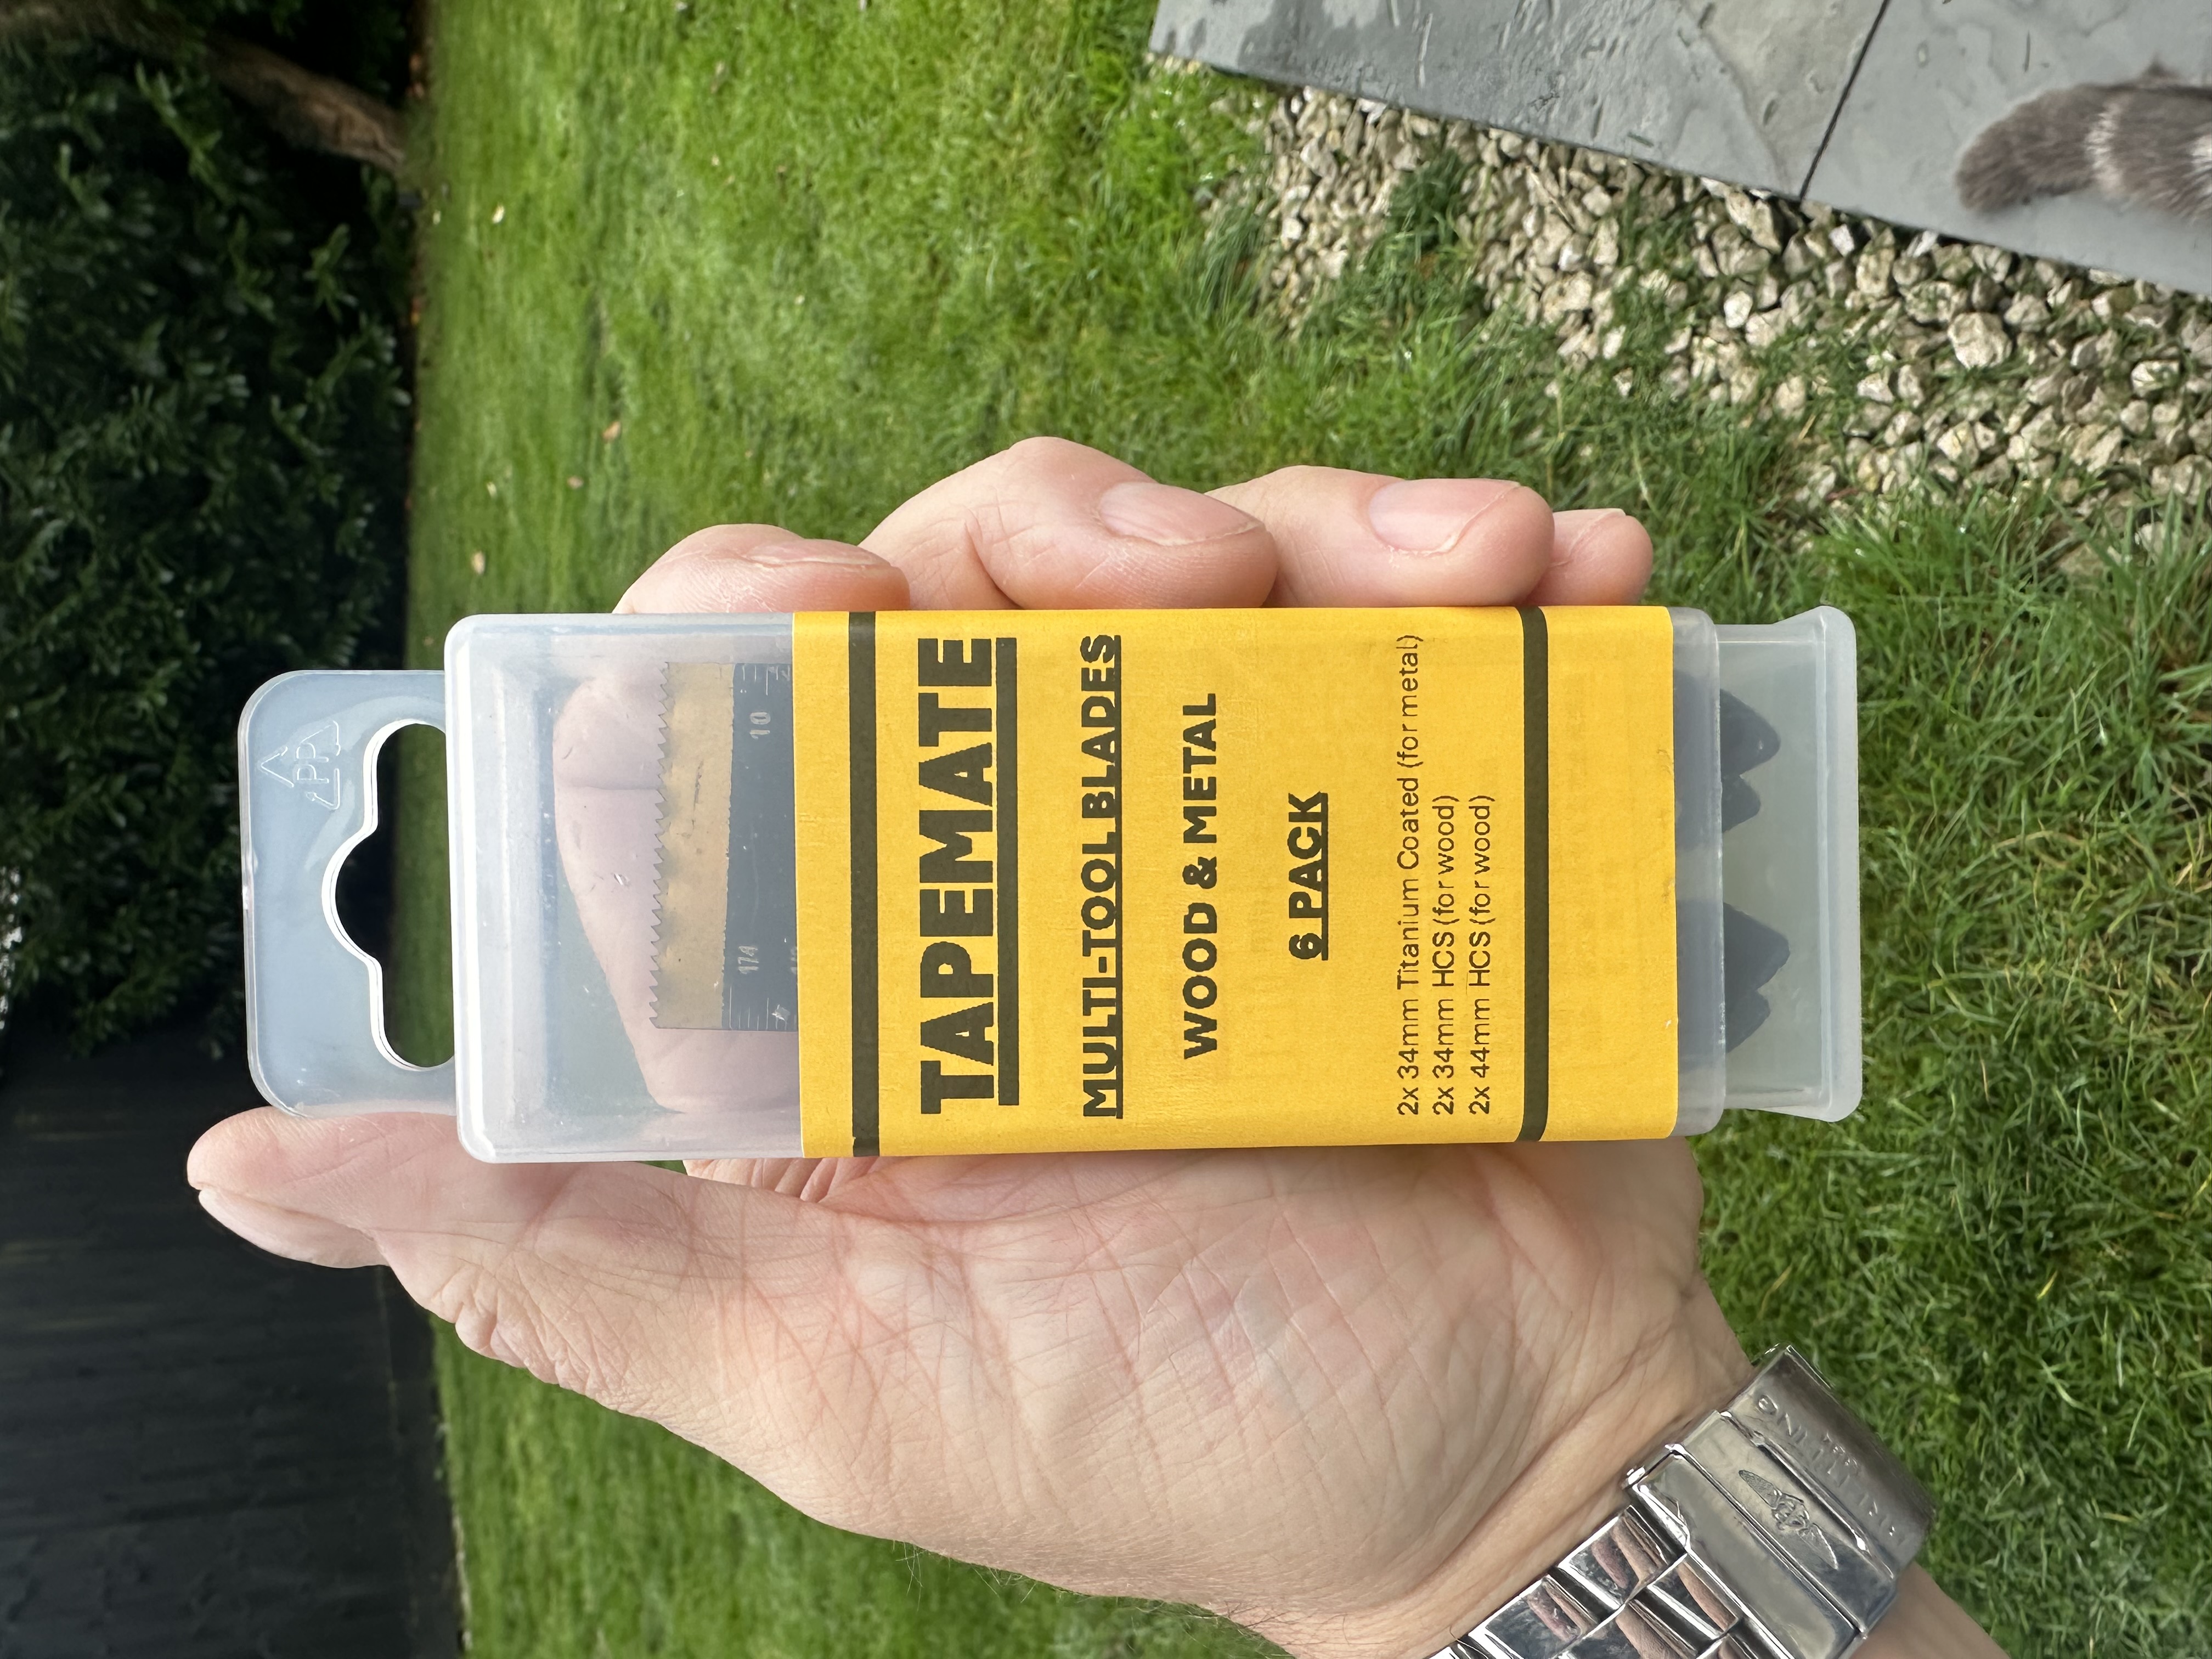 TAPEMATE
MULTI-TOOL BLADES
WOOD & METAL
6 PACK
2x 34mm Titanium Coated (for metal)
2x 34mm HCS (for wood)
2x 44mm HCS (for wood)
PP
174
10